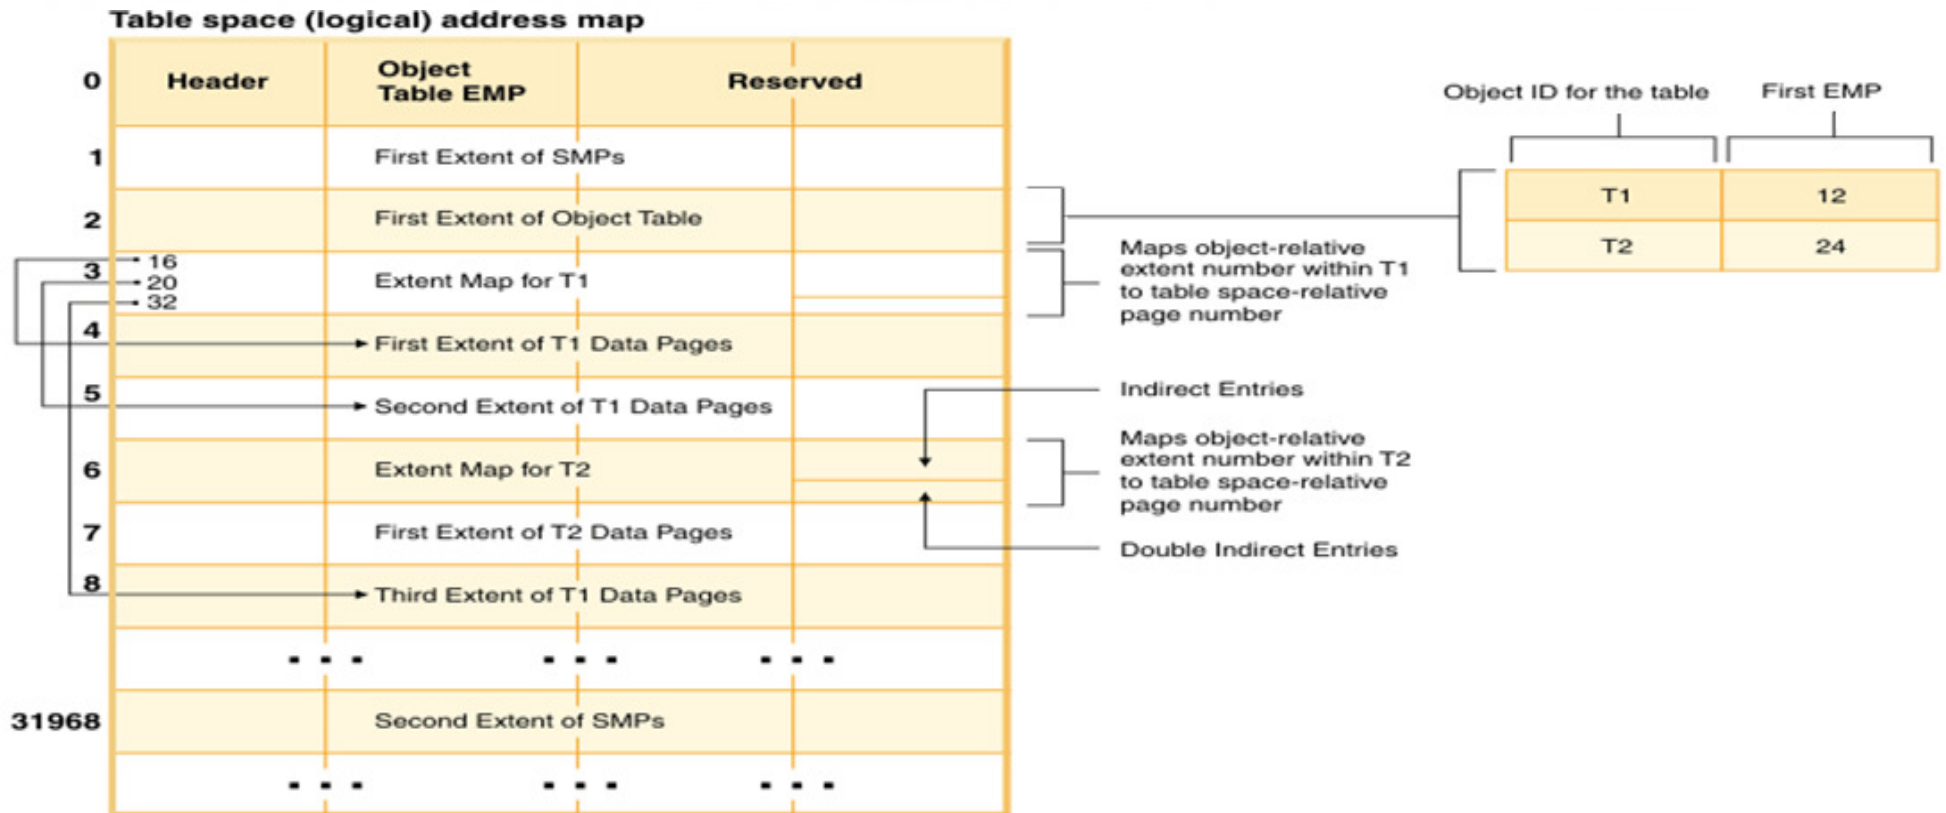 Table space (logical) address map
0
Header
Object
Table EMP
Reserved
1
First Extent of SMPs
2
First Extent of Object Table
3
16
20
32
Extent Map for T1
4
First Extent of T1 Data Pages
5
Second Extent of T1 Data Pages
6
Extent Map for T2
7
First Extent of T2 Data Pages
8
Third Extent of T1 Data Pages
31968
Second Extent of SMPs
Object ID for the table
First EMP
T1
12
T2
24
Maps object-relative
extent number within T1
to table space-relative
page number
Indirect Entries
Maps object-relative
extent number within T2
to table space-relative
page number
Double Indirect Entries